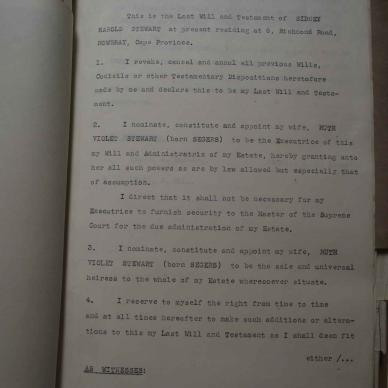 This is the Last Will and Testament of SIDNEY
HAROLD STEWART at present residing at 6, Richmond Road,
MOWBRAY, Cape Province.
1. I revoke, cancel and annul all previous Wills,
Codicils or other Testamentary Dispositions heretofore
made by me and declare this to be my Last Will and Testa-
ment.
2. I nominate, constitute and appoint my wife, RUTH
VIOLET STEWART (born SEGERS) to be the Executrix of this
my Will and Administratrix of my Estate, hereby granting unto
her all such powers as are by law allowed but especially that
of assumption.
I direct that it shall not be necessary for my
Executrix to furnish security to the Master of the Supreme
Court for the due administration of my Estate.
3. I nominate, constitute and appoint my wife, RUTH
VIOLET STEWART (born SEGERS) to be the sole and universal
heiress to the whole of my Estate wheresoever situate.
4. I reserve to myself the right from time to time
and at all times hereafter to make such additions or altera-
tions to this my Last Will and Testament as I shall deem fit
either /...
AS WITNESSES: